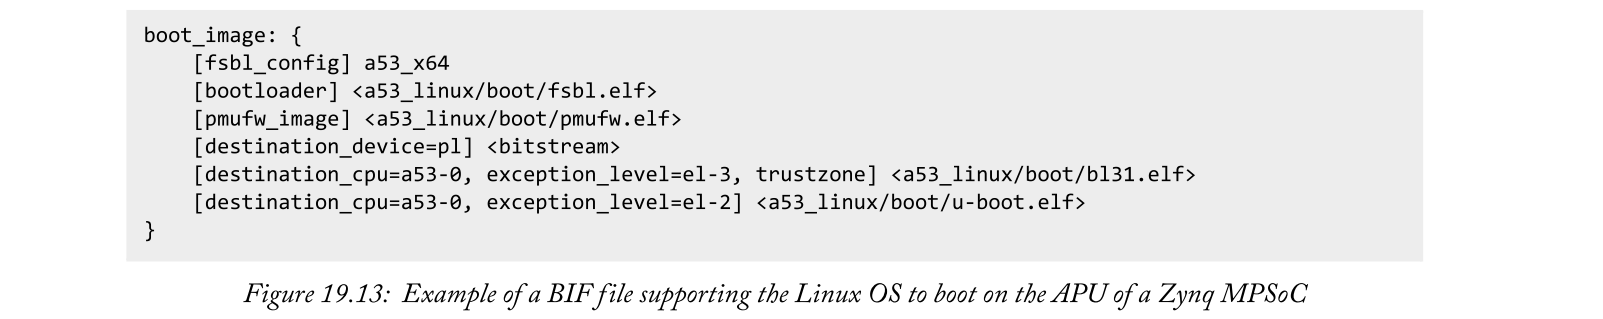 boot_image: {
    [fsbl_config] a53_x64
    [bootloader] <a53_linux/boot/fsbl.elf>
    [pmufw_image] <a53_linux/boot/pmufw.elf>
    [destination_device=pl] <bitstream>
    [destination_cpu=a53-0, exception_level=el-3, trustzone] <a53_linux/boot/bl31.elf>
    [destination_cpu=a53-0, exception_level=el-2] <a53_linux/boot/u-boot.elf>
}
Figure 19.13: Example of a BIF file supporting the Linux OS to boot on the APU of a Zynq MPSoC